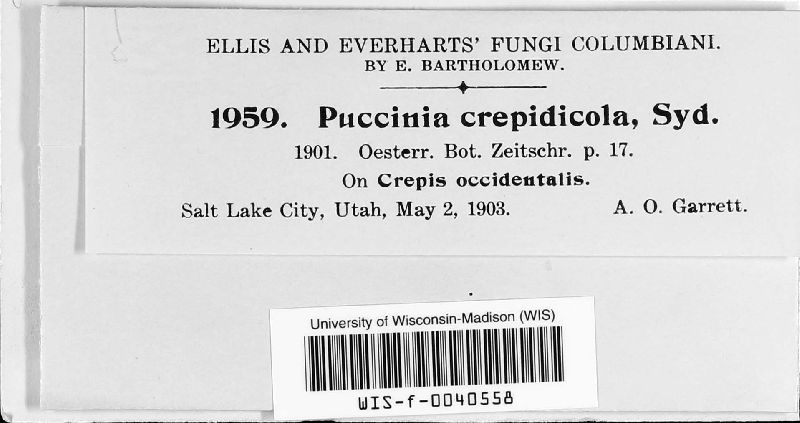 ELLIS AND EVERHARTS' FUNGI COLUMBIANI.
BY E. BARTHOLOMEW.
1959. Puccinia crepidicola, Syd.
1901. Oesterr. Bot. Zeitschr. p. 17.
On Crepis occidentalis.
Salt Lake City, Utah, May 2, 1903. A. O. Garrett.
University of Wisconsin-Madison (WIS)
WIS-f-0040558